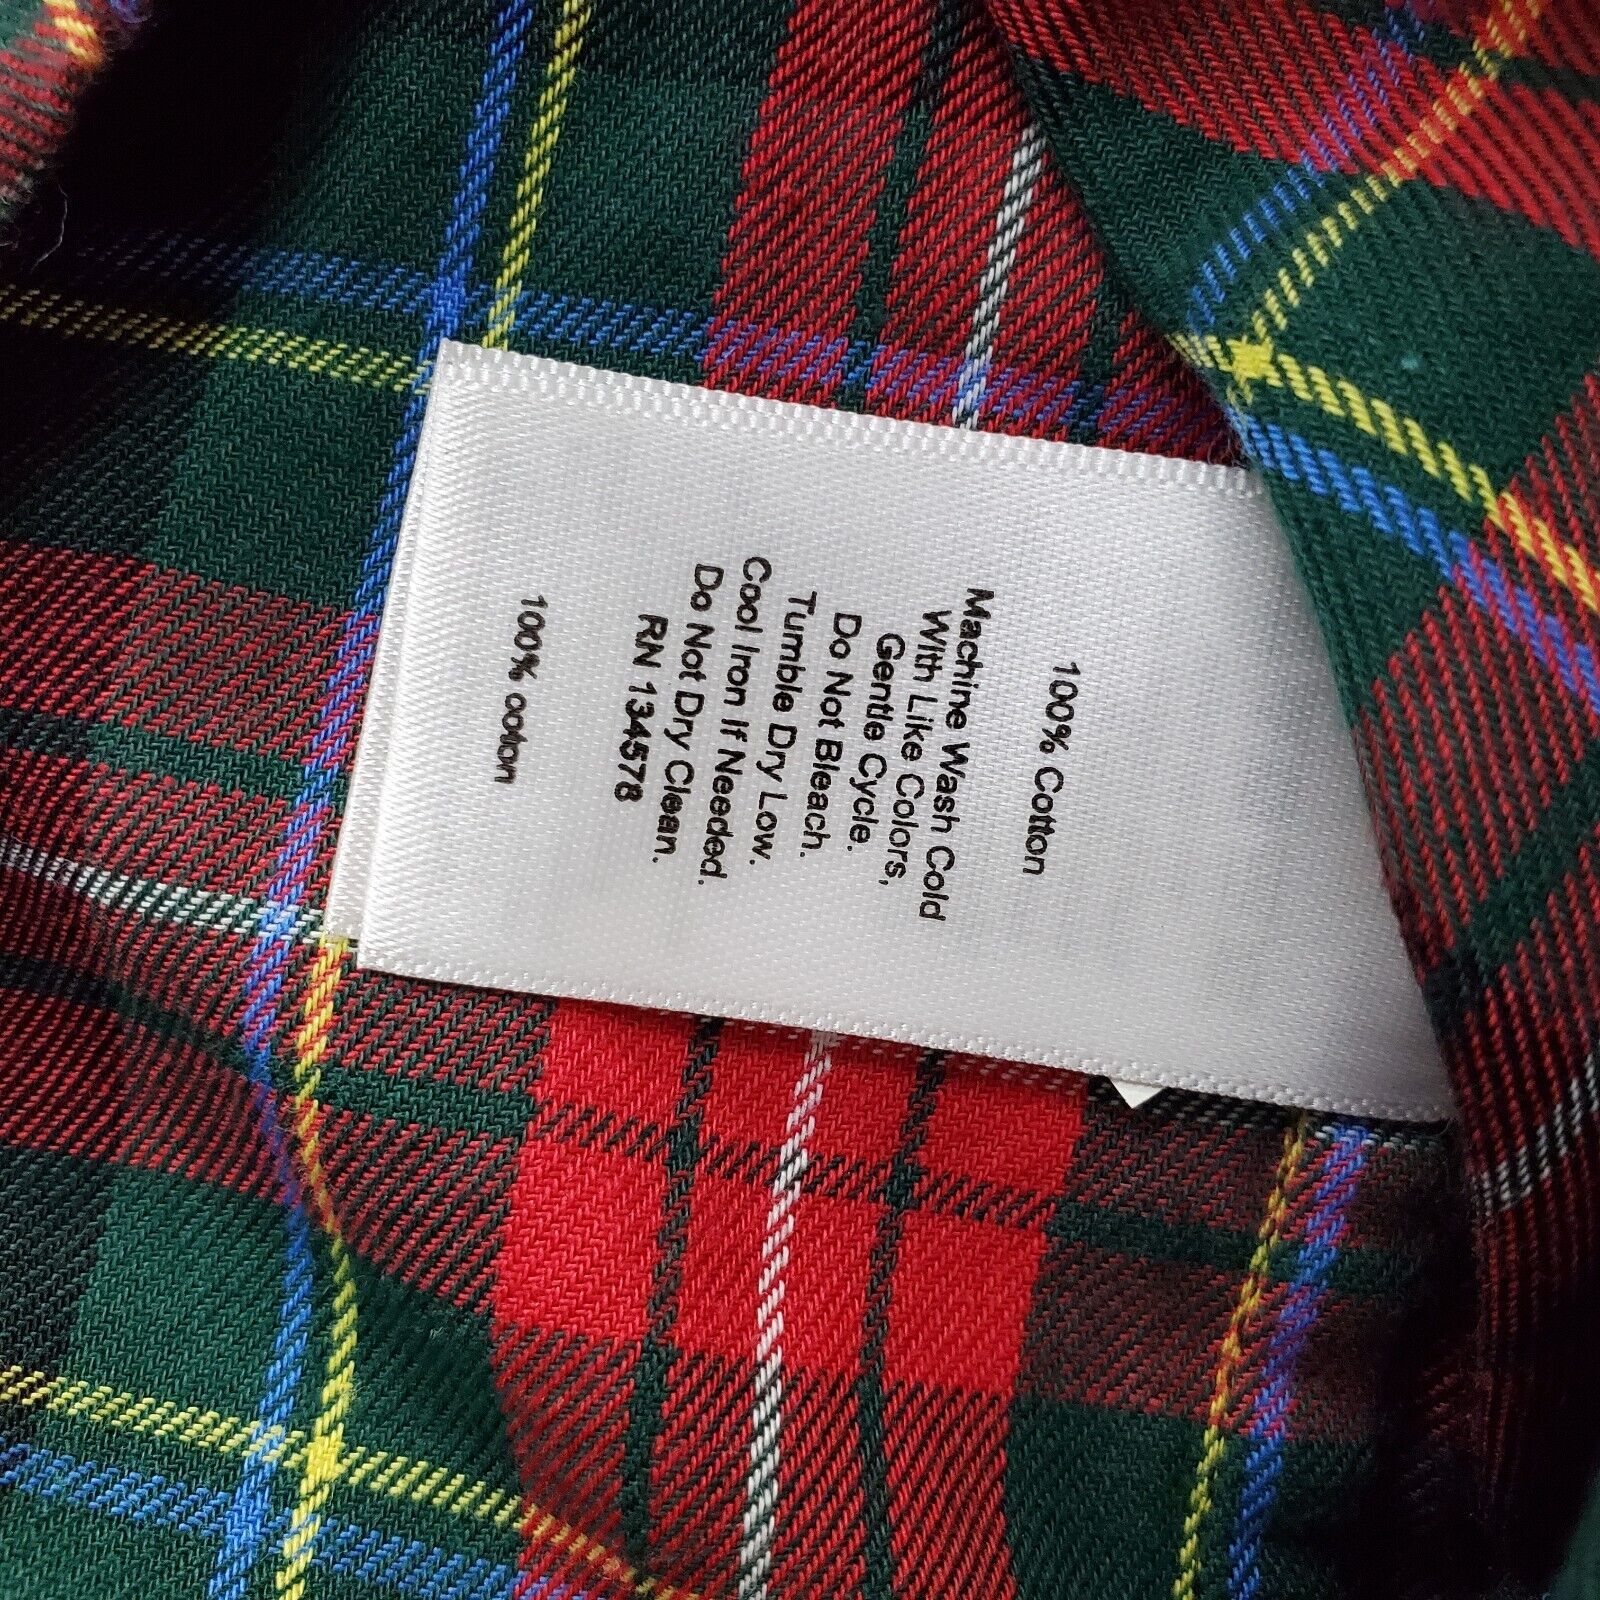 100% Cotton
Machine Wash Cold
With Like Colors,
Gentle Cycle.
Do Not Bleach.
Tumble Dry Low.
Cool Iron If Needed.
Do Not Dry Clean.
RN 134578
100% coton